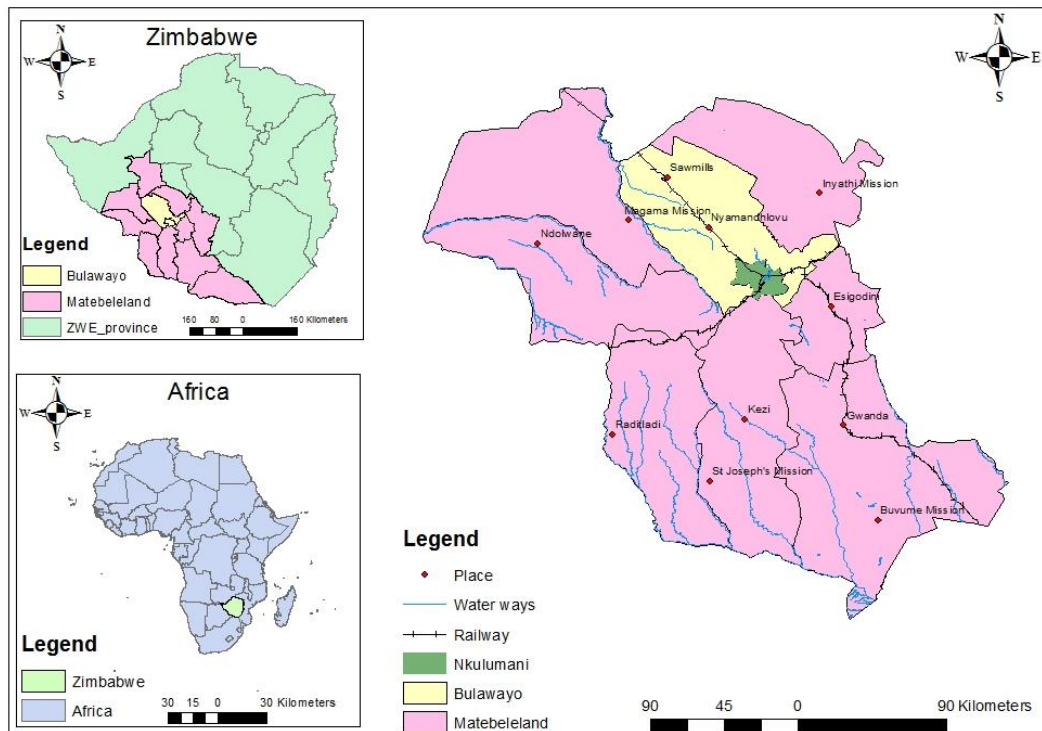 Zimbabwe
N
W E
S
Legend
Bulawayo
Matebeleland
ZWE_province
160 80 0 160 Kilometers
Africa
N
W E
S
Legend
Zimbabwe
Africa
30 15 0 30 Kilometers
N
W E
S
Sawmills
Inyathi Mission
Magama Mission
Nyamandhlovu
Ndolwane
Esigodini
Kezi
Gwanda
Raditladi
St Joseph's Mission
Buvume Mission
Legend
Place
Water ways
Railway
Nkulumani
Bulawayo
Matebeleland
90 45 0 90 Kilometers